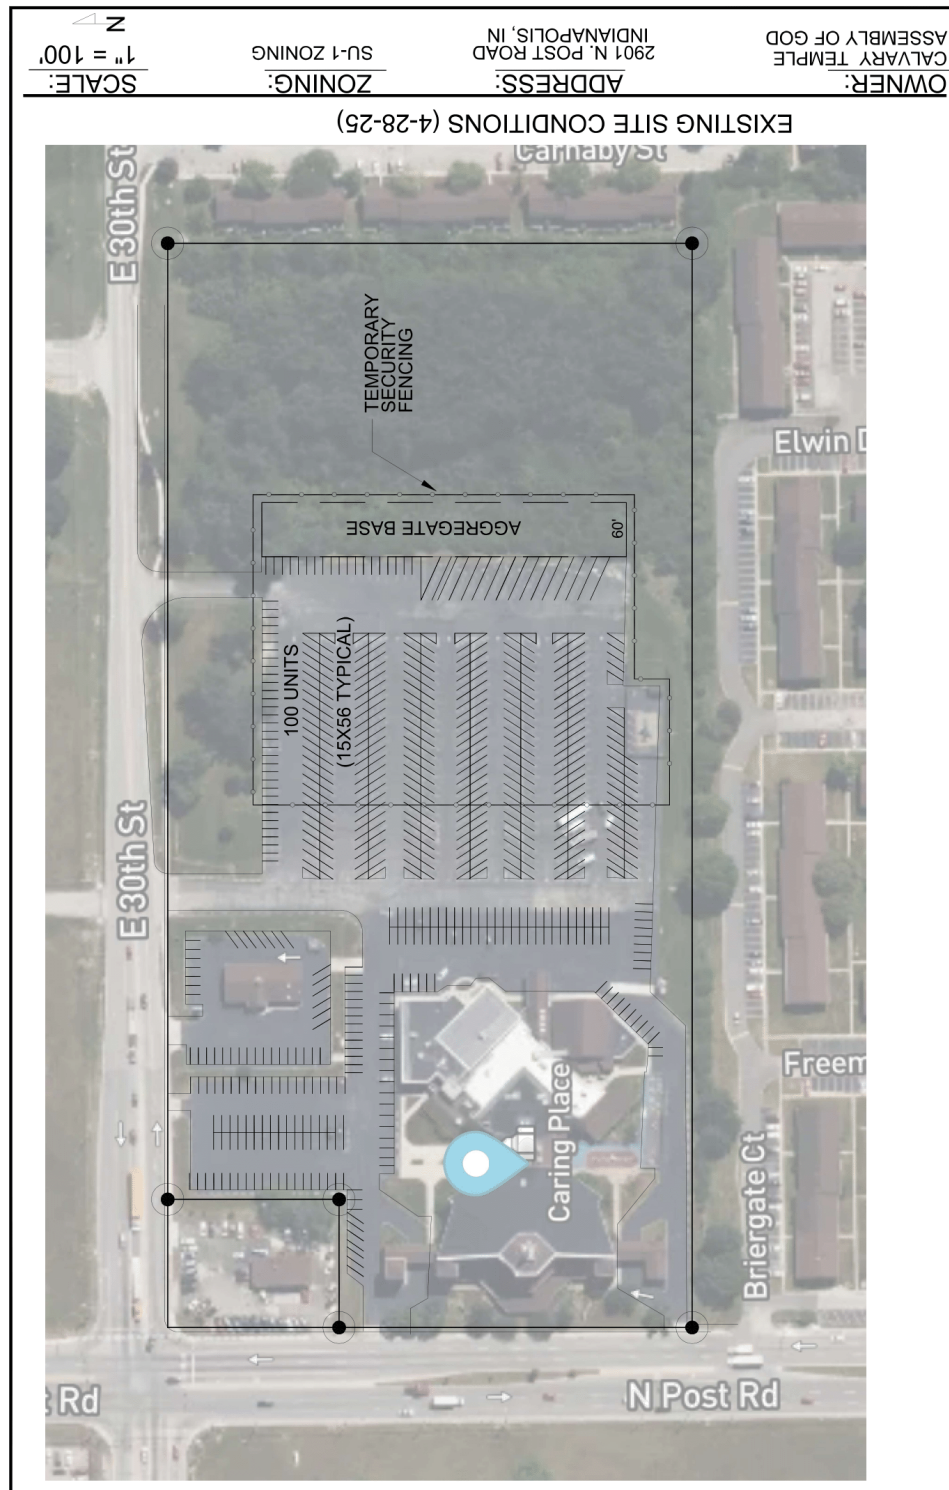 OWNER:
CALVARY TEMPLE
ASSEMBLY OF GOD
ADDRESS:
2901 N. POST ROAD
INDIANAPOLIS, IN
ZONING:
SU-1 ZONING
SCALE:
1" = 100'
N
EXISTING SITE CONDITIONS (4-28-25)
Carnaby St
E 30th St
TEMPORARY
SECURITY
FENCING
Elwin D
AGGREGATE BASE
60'
100 UNITS
(15X56 TYPICAL)
E 30th St
Caring Place
Freem
Briergate Ct
N Post Rd
t Rd